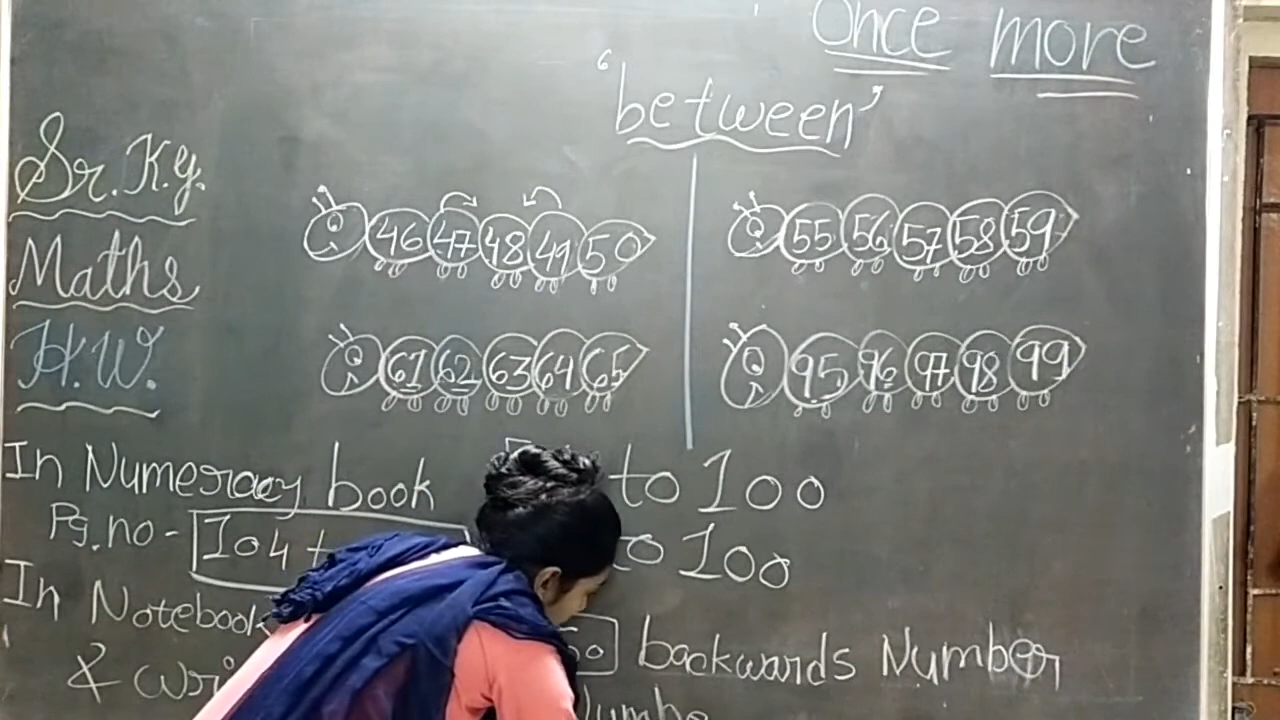 Once more
'between'
Sr. K.g.
Maths
H.W.
46 47 48 49 50
55 56 57 58 59
61 62 63 64 65
95 96 97 98 99
In Numeracy book
to 100
Pg. no - 104
to 100
In Notebook
backwards Number
&